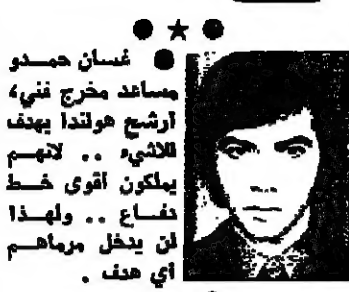 غسان حمدو
مساعد مخرج فني،
أرشح هولندا بهدف
للاشيء .. لانهم
يملكون أقوى خط
دفاع .. ولهذا
لن يدخل مرماهم
أي هدف .